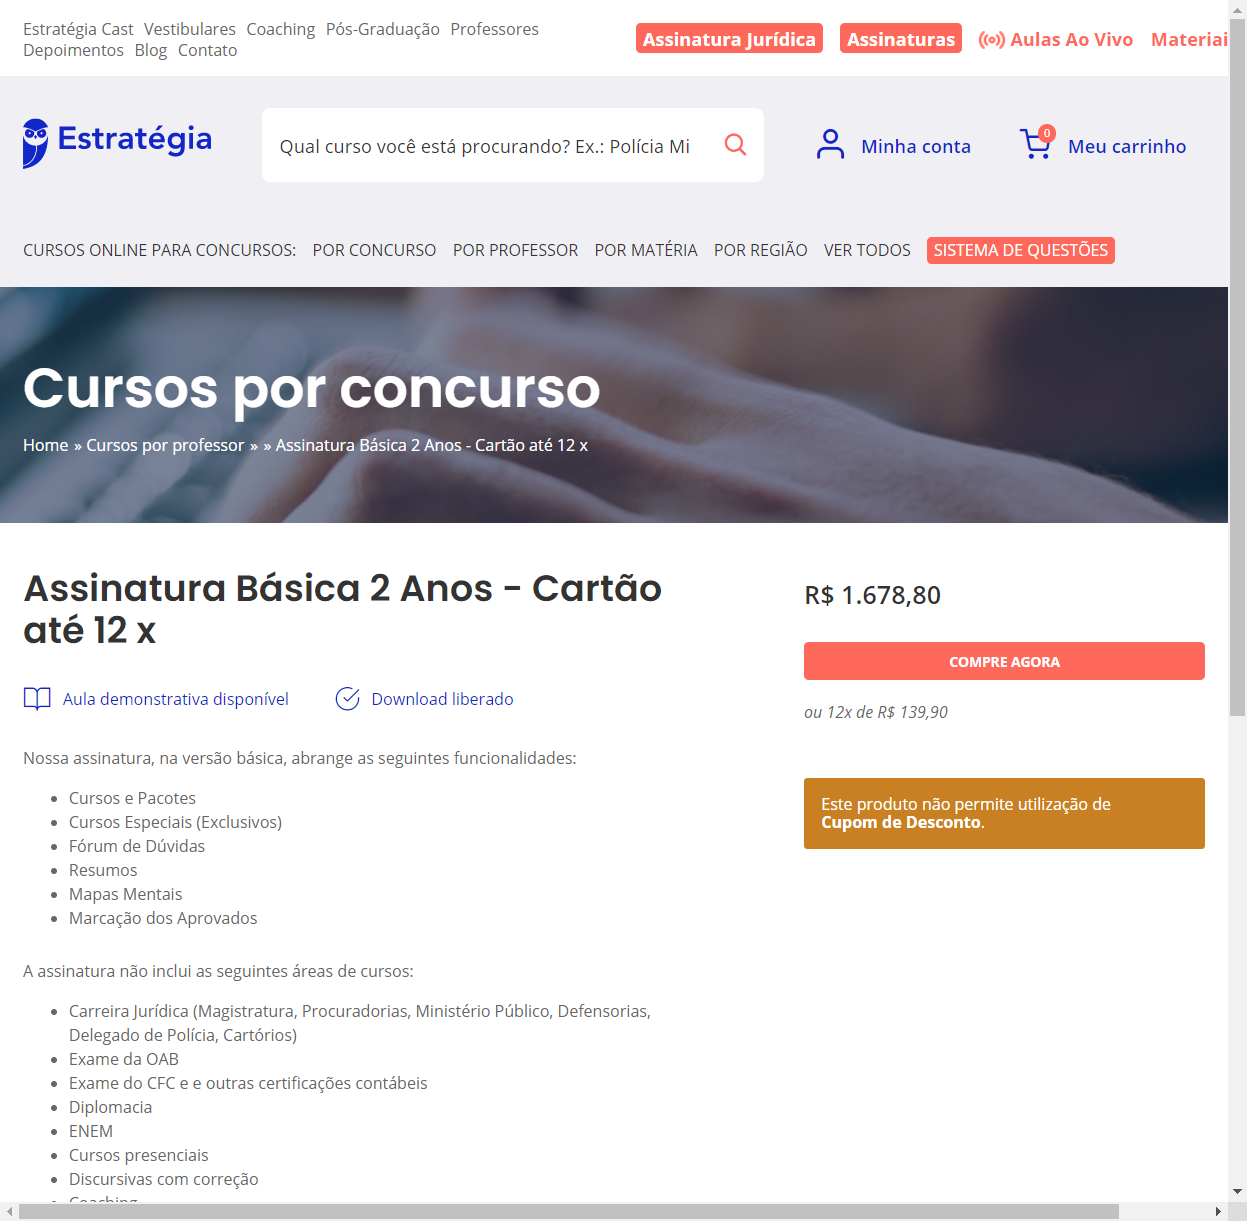 Estratégia Cast Vestibulares Coaching Pós-Graduação Professores
Depoimentos Blog Contato
Assinatura Jurídica Assinaturas Aulas Ao Vivo Materiai
Estratégia
Qual curso você está procurando? Ex.: Polícia Mi
Minha conta
0
Meu carrinho
CURSOS ONLINE PARA CONCURSOS: POR CONCURSO POR PROFESSOR POR MATÉRIA POR REGIÃO VER TODOS SISTEMA DE QUESTÕES
Cursos por concurso
Home » Cursos por professor » » Assinatura Básica 2 Anos - Cartão até 12 x
Assinatura Básica 2 Anos - Cartão
até 12 x
Aula demonstrativa disponível Download liberado
Nossa assinatura, na versão básica, abrange as seguintes funcionalidades:
Cursos e Pacotes
Cursos Especiais (Exclusivos)
Fórum de Dúvidas
Resumos
Mapas Mentais
Marcação dos Aprovados
A assinatura não inclui as seguintes áreas de cursos:
Carreira Jurídica (Magistratura, Procuradorias, Ministério Público, Defensorias,
Delegado de Polícia, Cartórios)
Exame da OAB
Exame do CFC e e outras certificações contábeis
Diplomacia
ENEM
Cursos presenciais
Discursivas com correção
Coaching
R$ 1.678,80
COMPRE AGORA
ou 12x de R$ 139,90
Este produto não permite utilização de
Cupom de Desconto.